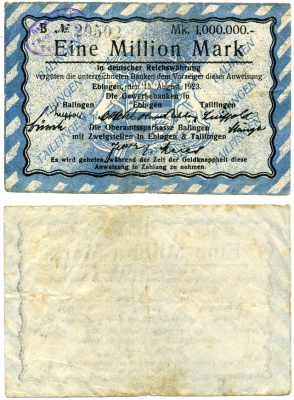 B № 29502 Mk. 1,000,000.-
Eine Million Mark
in deutscher Reichswährung
vergüten die unterzeichneten Banken dem Vorzeiger dieser Anweisung
Ebingen, den 13. August 1923.
Die Gewerbebanken in
Balingen Ebingen Tailfingen
Die Oberamtssparkasse Balingen
mit Zweigstellen in Ebingen & Tailfingen
Es wird gebeten, während der Zeit der Geldknappheit diese
Anweisung in Zahlung zu nehmen.